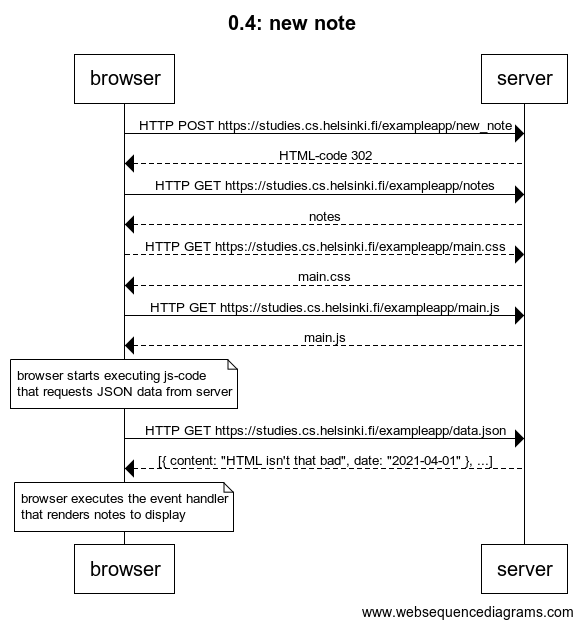 0.4: new note
browser
server
HTTP POST https://studies.cs.helsinki.fi/exampleapp/new_note
HTML-code 302
HTTP GET https://studies.cs.helsinki.fi/exampleapp/notes
notes
HTTP GET https://studies.cs.helsinki.fi/exampleapp/main.css
main.css
HTTP GET https://studies.cs.helsinki.fi/exampleapp/main.js
main.js
browser starts executing js-code
that requests JSON data from server
HTTP GET https://studies.cs.helsinki.fi/exampleapp/data.json
[{ content: "HTML isn't that bad", date: "2021-04-01" }, ...]
browser executes the event handler
that renders notes to display
browser
server
www.websequencediagrams.com